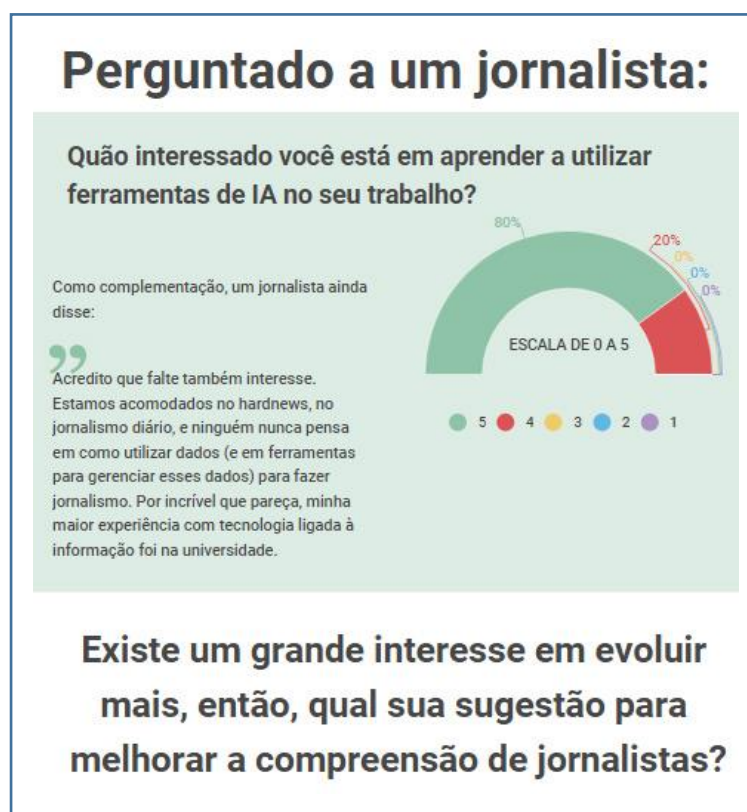 Perguntado a um jornalista:
Quão interessado você está em aprender a utilizar
ferramentas de IA no seu trabalho?
Como complementação, um jornalista ainda
disse:
”
Acredito que falte também interesse.
Estamos acomodados no hardnews, no
jornalismo diário, e ninguém nunca pensa
em como utilizar dados (e em ferramentas
para gerenciar esses dados) para fazer
jornalismo. Por incrível que pareça, minha
maior experiência com tecnologia ligada à
informação foi na universidade.
80%
20%
0%
0%
0%
ESCALA DE 0 A 5
5 4 3 2 1
Existe um grande interesse em evoluir
mais, então, qual sua sugestão para
melhorar a compreensão de jornalistas?